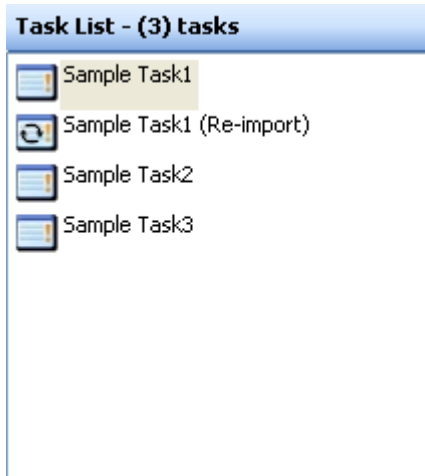 Task List - (3) tasks
Sample Task1
Sample Task1 (Re-import)
Sample Task2
Sample Task3